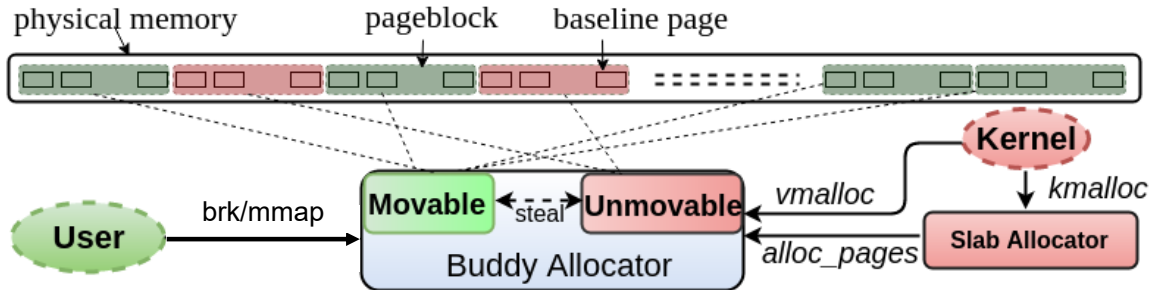 physical memory
pageblock
baseline page
Kernel
vmalloc
kmalloc
brk/mmap
Movable
steal
Unmovable
User
Slab Allocator
alloc_pages
Buddy Allocator